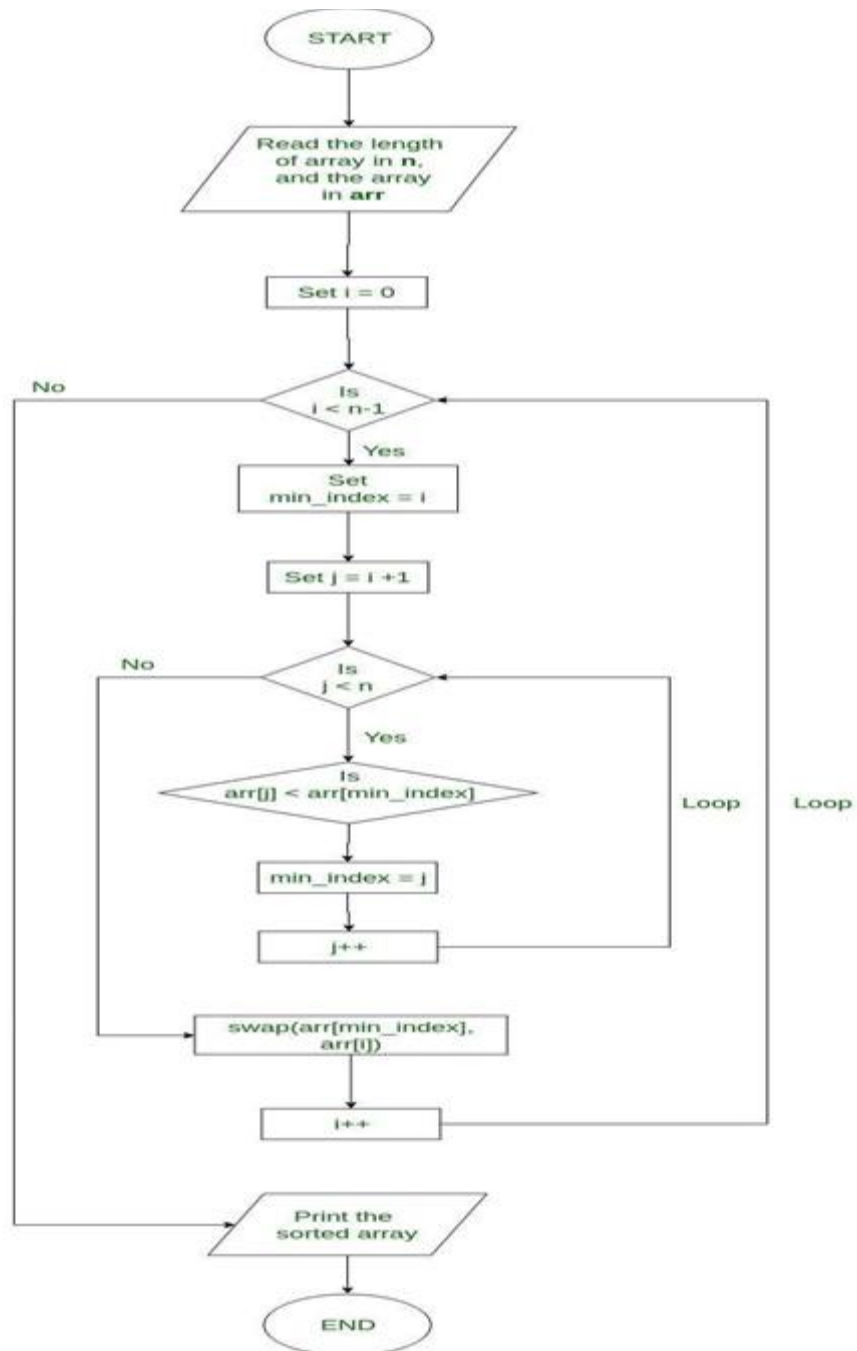 START
Read the length
of array in n,
and the array
in arr
Set i = 0
No
Is
i < n-1
Yes
Set
min_index = i
Set j = i +1
No
Is
j < n
Yes
Is
arr[j] < arr[min_index]
Loop
Loop
min_index = j
j++
swap(arr[min_index],
arr[i])
i++
Print the
sorted array
END